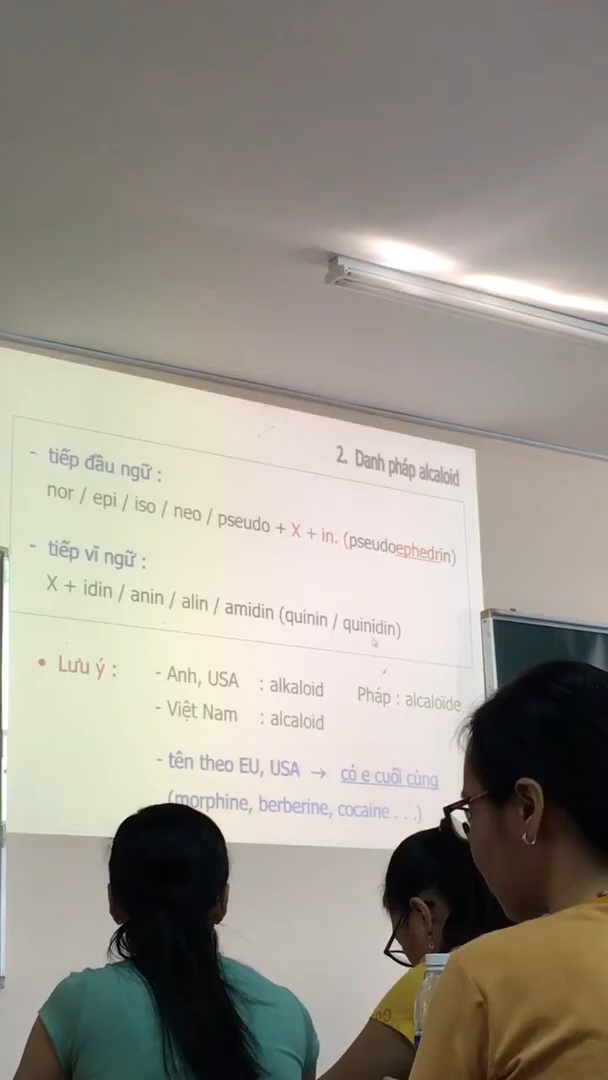 2. Danh pháp alcaloid
- tiếp đầu ngữ :
nor / epi / iso / neo / pseudo + X + in. (pseudoephedrin)
- tiếp vĩ ngữ :
X + idin / anin / alin / amidin (quinin / quinidin)
• Lưu ý : - Anh, USA : alkaloid Pháp : alcaloïde
- Việt Nam : alcaloid
- tên theo EU, USA → có e cuối cùng
(morphine, berberine, cocaine . . .)